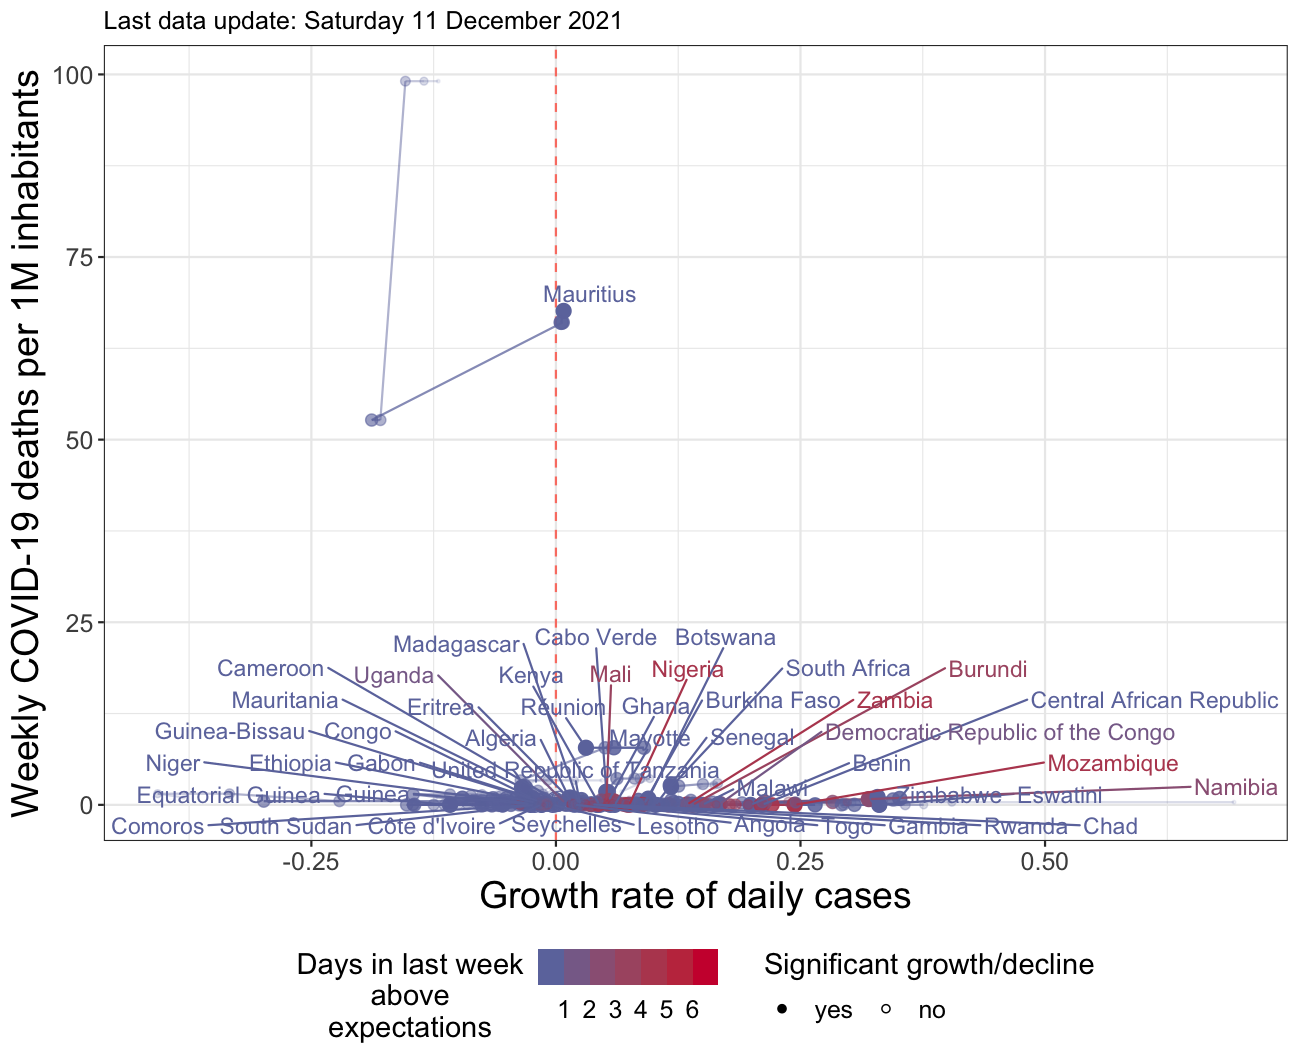 Last data update: Saturday 11 December 2021
Weekly COVID-19 deaths per 1M inhabitants
100
75
50
25
0
Mauritius
Madagascar
Cabo Verde
Botswana
Cameroon
Uganda
Kenya
Mali
Nigeria
South Africa
Burundi
Mauritania
Eritrea
Réunion
Ghana
Burkina Faso
Zambia
Central African Republic
Guinea-Bissau
Congo
Algeria
Mayotte
Senegal
Democratic Republic of the Congo
Niger
Ethiopia
Gabon
United Republic of Tanzania
Benin
Mozambique
Equatorial Guinea
Guinea
Malawi
Zimbabwe
Eswatini
Namibia
Comoros
South Sudan
Côte d'Ivoire
Seychelles
Lesotho
Angola
Togo
Gambia
Rwanda
Chad
-0.25
0.00
0.25
0.50
Growth rate of daily cases
Days in last week
above
expectations
1 2 3 4 5 6
Significant growth/decline
yes
no